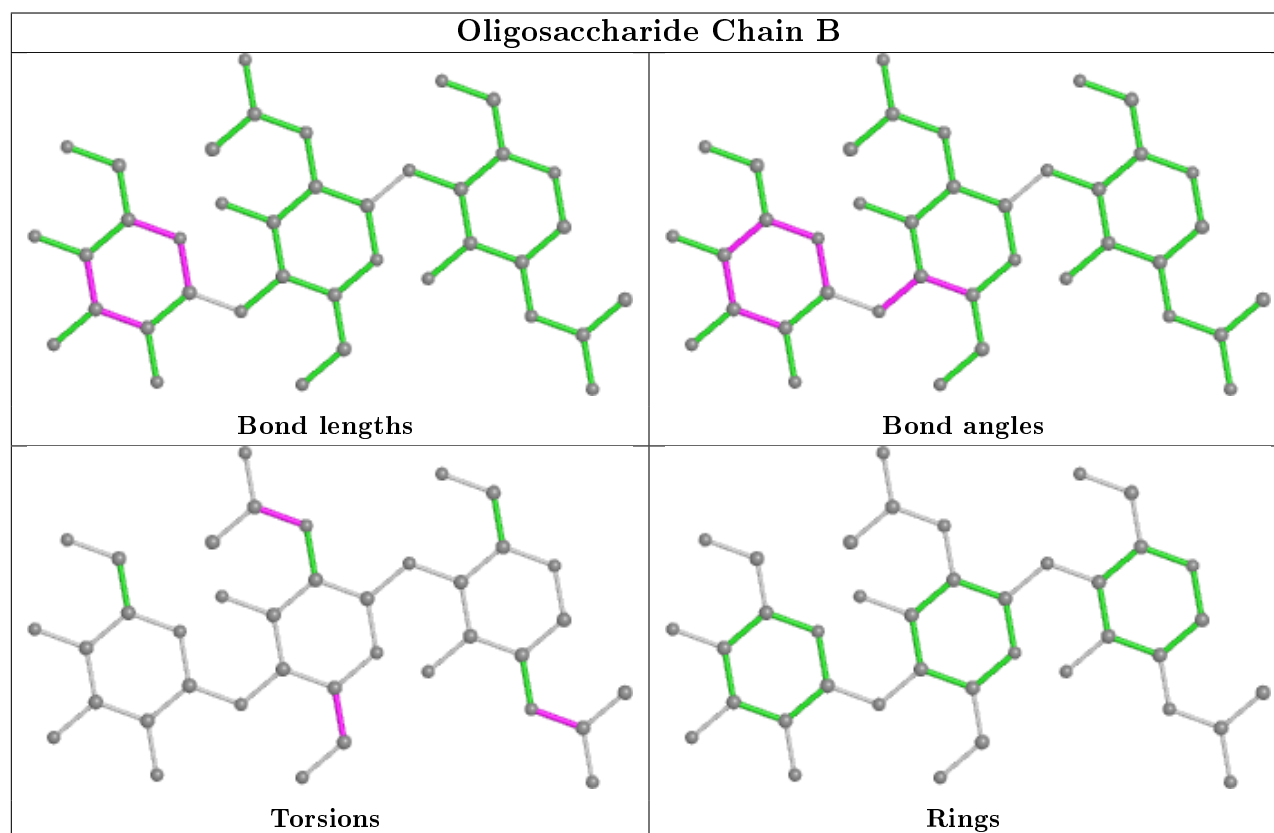 Oligosaccharide Chain B
Bond lengths
Bond angles
Torsions
Rings